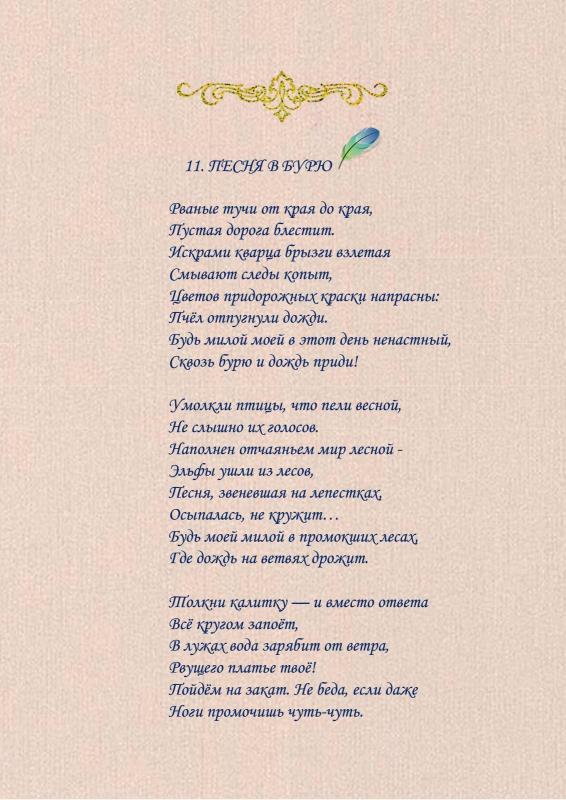 11. ПЕСНЯ В БУРЮ
Рваные тучи от края до края,
Пустая дорога блестит.
Искрами кварца брызги взлетая
Смывают следы копыт,
Цветов придорожных краски напрасны:
Пчёл отпугнули дожди.
Будь милой моей в этот день ненастный,
Сквозь бурю и дождь приди!
Умолкли птицы, что пели весной,
Не слышно их голосов.
Наполнен отчаяньем мир лесной -
Эльфы ушли из лесов,
Песня, звеневшая на лепестках,
Осыпалась, не кружит…
Будь моей милой в промокших лесах,
Где дождь на ветвях дрожит.
Толкни калитку — и вместо ответа
Всё кругом запоёт,
В лужах вода зарябит от ветра,
Рвущего платье твоё!
Пойдём на закат. Не беда, если даже
Ноги промочишь чуть-чуть.